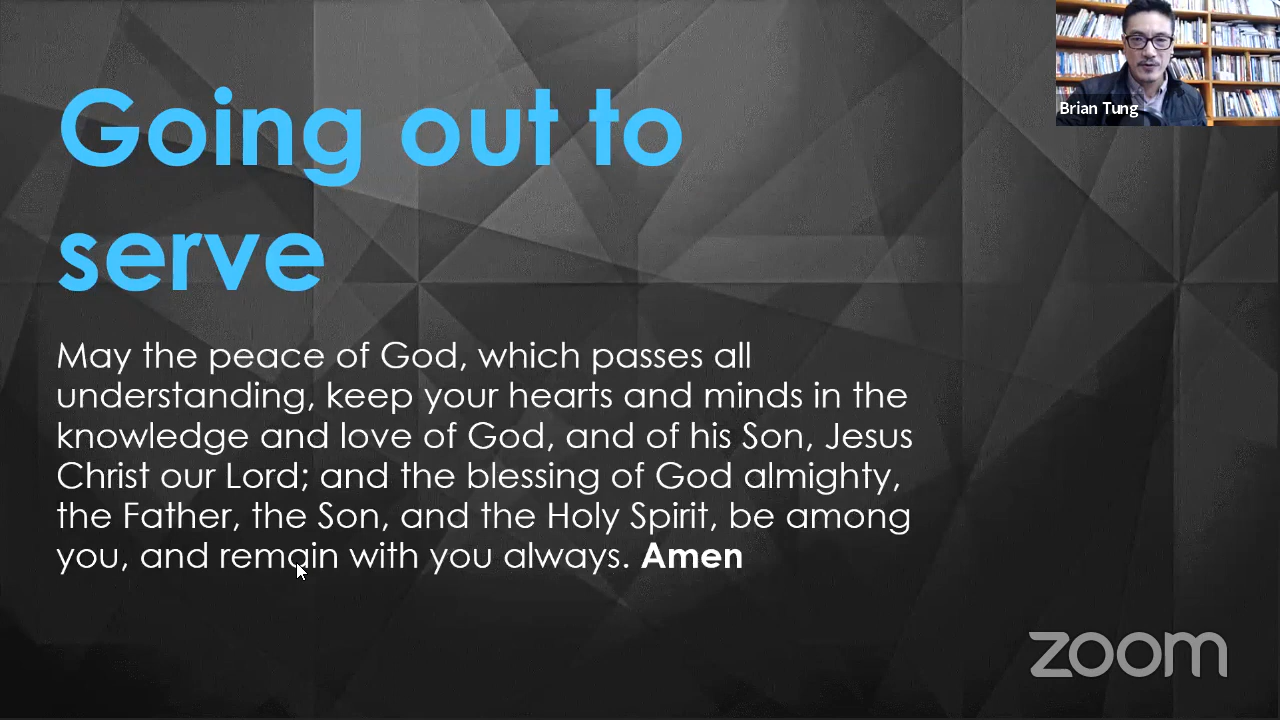 Going out to
serve
May the peace of God, which passes all
understanding, keep your hearts and minds in the
knowledge and love of God, and of his Son, Jesus
Christ our Lord; and the blessing of God almighty,
the Father, the Son, and the Holy Spirit, be among
you, and remain with you always. Amen
Brian Tung
zoom